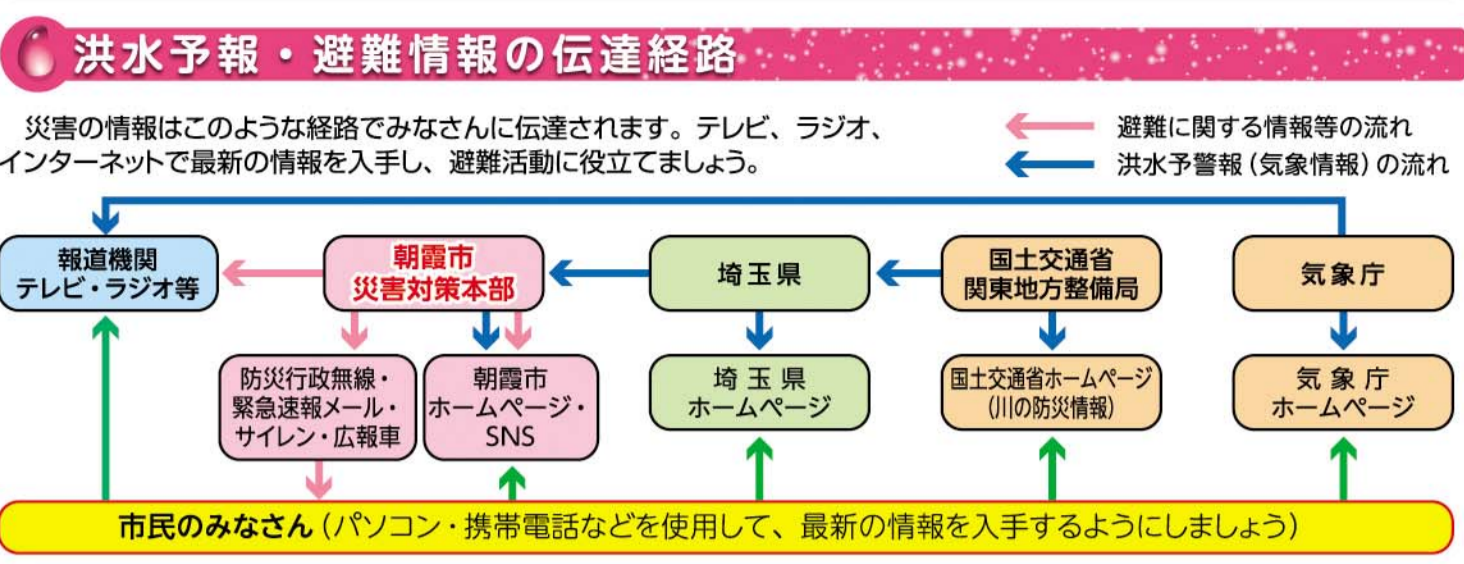 洪水予報・避難情報の伝達経路
災害の情報はこのような経路でみなさんに伝達されます。テレビ、ラジオ、
インターネットで最新の情報を入手し、避難活動に役立てましょう。
避難に関する情報等の流れ
洪水予警報(気象情報)の流れ
報道機関
テレビ・ラジオ等
朝霞市
災害対策本部
埼玉県
国土交通省
関東地方整備局
気象庁
防災行政無線・
緊急速報メール・
サイレン・広報車
朝霞市
ホームページ・
SNS
埼玉県
ホームページ
国土交通省ホームページ
(川の防災情報)
気象庁
ホームページ
市民のみなさん(パソコン・携帯電話などを使用して、最新の情報を入手するようにしましょう)